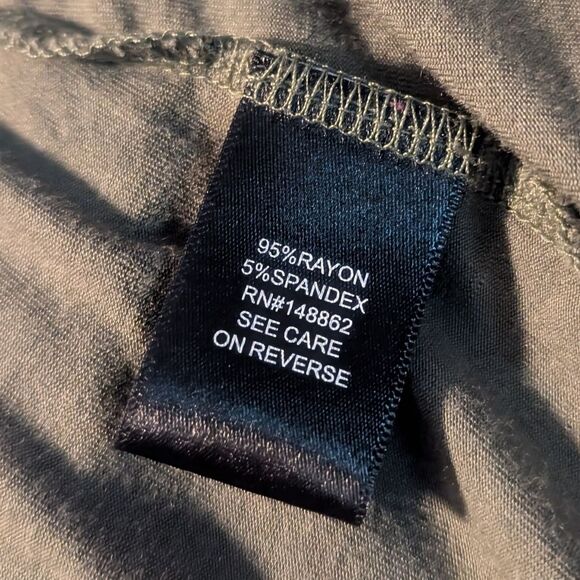 95%RAYON
5%SPANDEX
RN#148862
SEE CARE
ON REVERSE